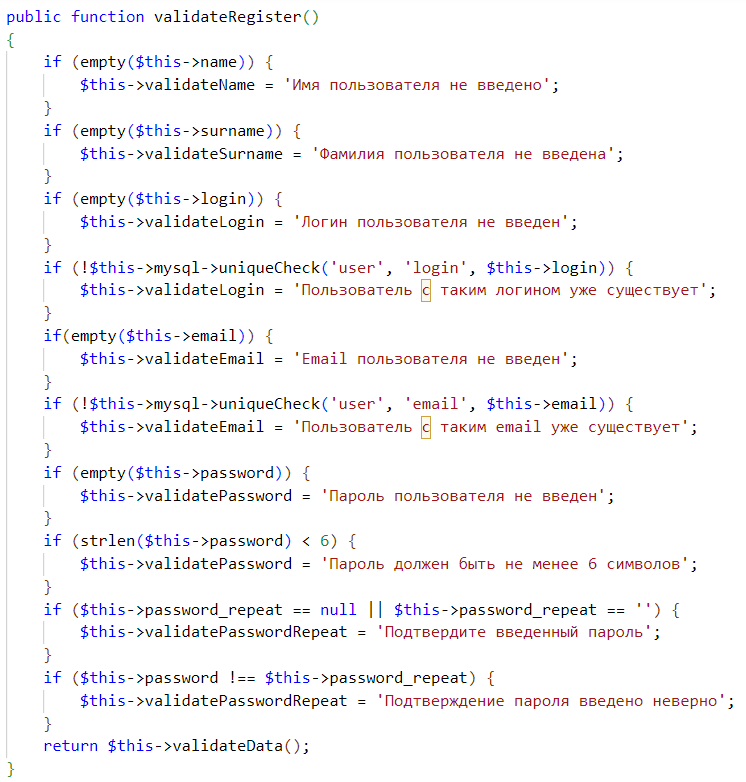 public function validateRegister()
{
    if (empty($this->name)) {
        $this->validateName = 'Имя пользователя не введено';
    }
    if (empty($this->surname)) {
        $this->validateSurname = 'Фамилия пользователя не введена';
    }
    if (empty($this->login)) {
        $this->validateLogin = 'Логин пользователя не введен';
    }
    if (!$this->mysql->uniqueCheck('user', 'login', $this->login)) {
        $this->validateLogin = 'Пользователь с таким логином уже существует';
    }
    if(empty($this->email)) {
        $this->validateEmail = 'Email пользователя не введен';
    }
    if (!$this->mysql->uniqueCheck('user', 'email', $this->email)) {
        $this->validateEmail = 'Пользователь с таким email уже существует';
    }
    if (empty($this->password)) {
        $this->validatePassword = 'Пароль пользователя не введен';
    }
    if (strlen($this->password) < 6) {
        $this->validatePassword = 'Пароль должен быть не менее 6 символов';
    }
    if ($this->password_repeat == null || $this->password_repeat == '') {
        $this->validatePasswordRepeat = 'Подтвердите введенный пароль';
    }
    if ($this->password !== $this->password_repeat) {
        $this->validatePasswordRepeat = 'Подтверждение пароля введено неверно';
    }
    return $this->validateData();
}